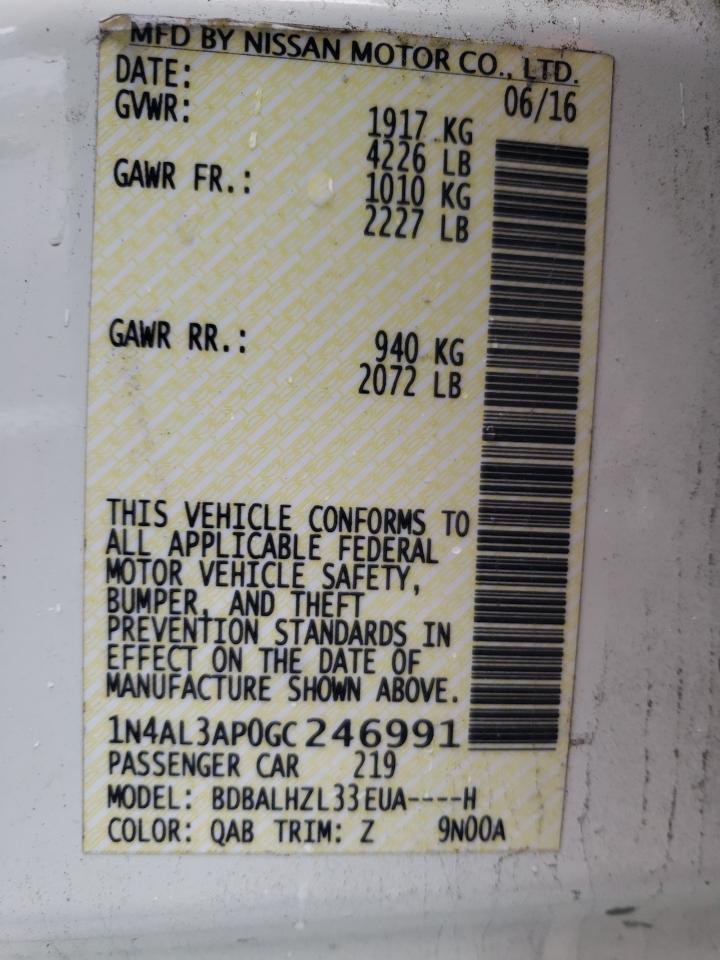 MFD BY NISSAN MOTOR CO., LTD.
DATE: 06/16
GVWR: 1917 KG
4226 LB
GAWR FR.: 1010 KG
2227 LB
GAWR RR.: 940 KG
2072 LB
THIS VEHICLE CONFORMS TO
ALL APPLICABLE FEDERAL
MOTOR VEHICLE SAFETY,
BUMPER, AND THEFT
PREVENTION STANDARDS IN
EFFECT ON THE DATE OF
MANUFACTURE SHOWN ABOVE.
1N4AL3AP0GC246991
PASSENGER CAR 219
MODEL: BDBALHZL33EUA----H
COLOR: QAB TRIM: Z 9N00A